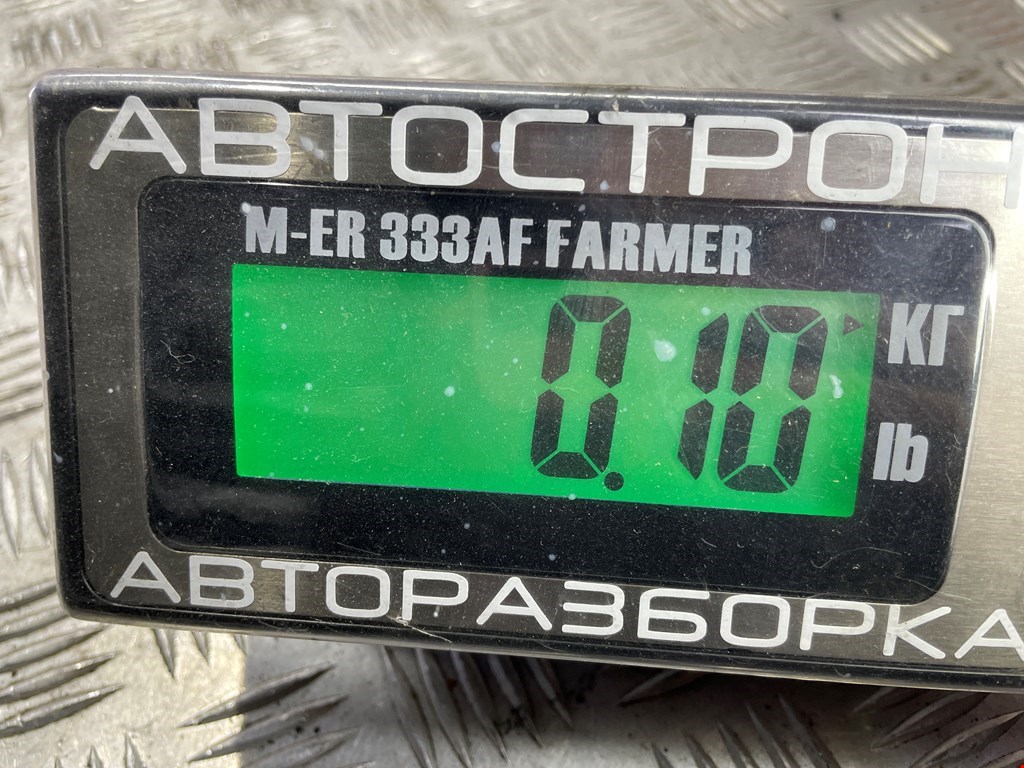 АВТОСТРОН
M-ER 333AF FARMER
0.10
КГ
lb
АВТОРАЗБОРКА